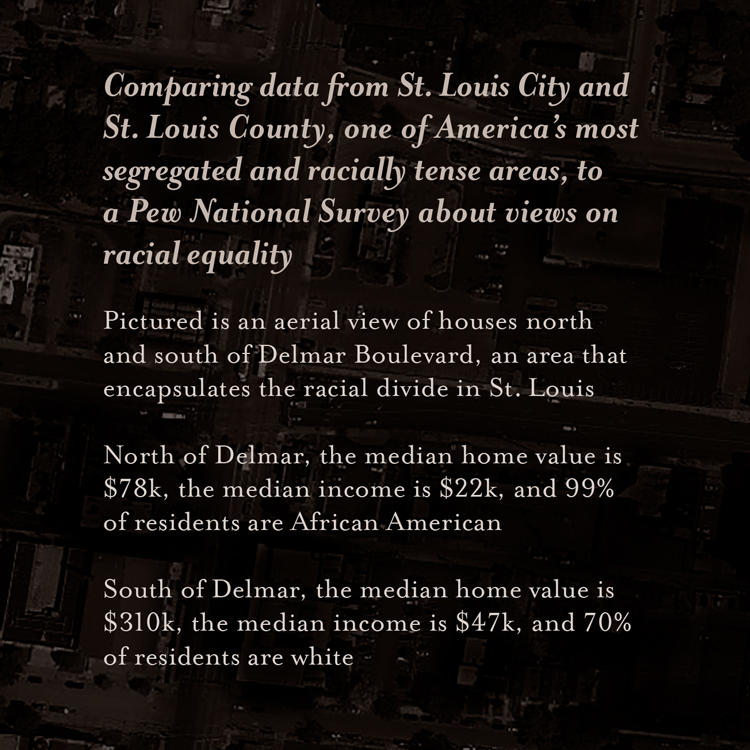 Comparing data from St. Louis City and
St. Louis County, one of America's most
segregated and racially tense areas, to
a Pew National Survey about views on
racial equality
Pictured is an aerial view of houses north
and south of Delmar Boulevard, an area that
encapsulates the racial divide in St. Louis
North of Delmar, the median home value is
$78k, the median income is $22k, and 99%
of residents are African American
South of Delmar, the median home value is
$310k, the median income is $47k, and 70%
of residents are white